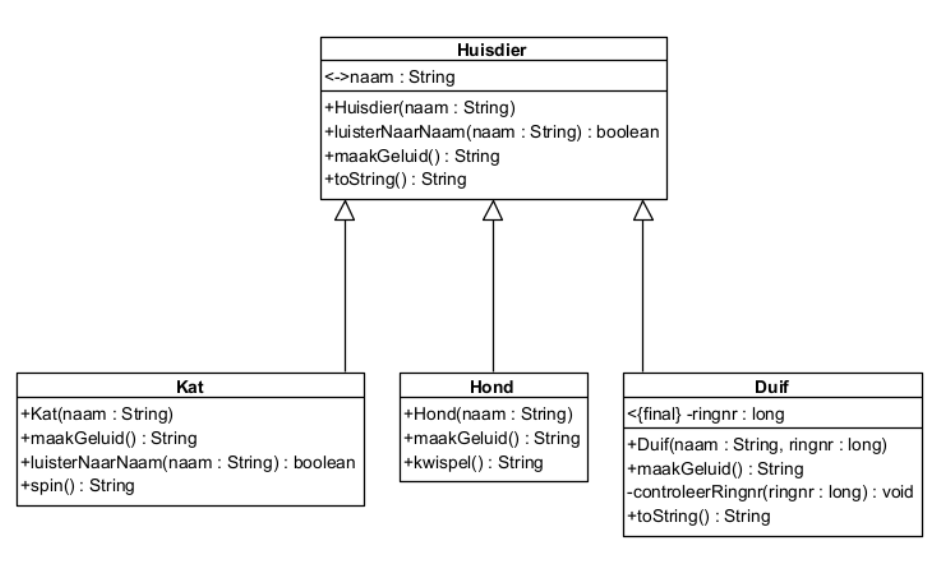 Huisdier
<->naam : String
+Huisdier(naam : String)
+luisterNaarNaam(naam : String) : boolean
+maakGeluid() : String
+toString() : String
Kat
+Kat(naam : String)
+maakGeluid() : String
+luisterNaarNaam(naam : String) : boolean
+spin() : String
Hond
+Hond(naam : String)
+maakGeluid() : String
+kwispel() : String
Duif
<{final} -ringnr : long
+Duif(naam : String, ringnr : long)
+maakGeluid() : String
-controleerRingnr(ringnr : long) : void
+toString() : String